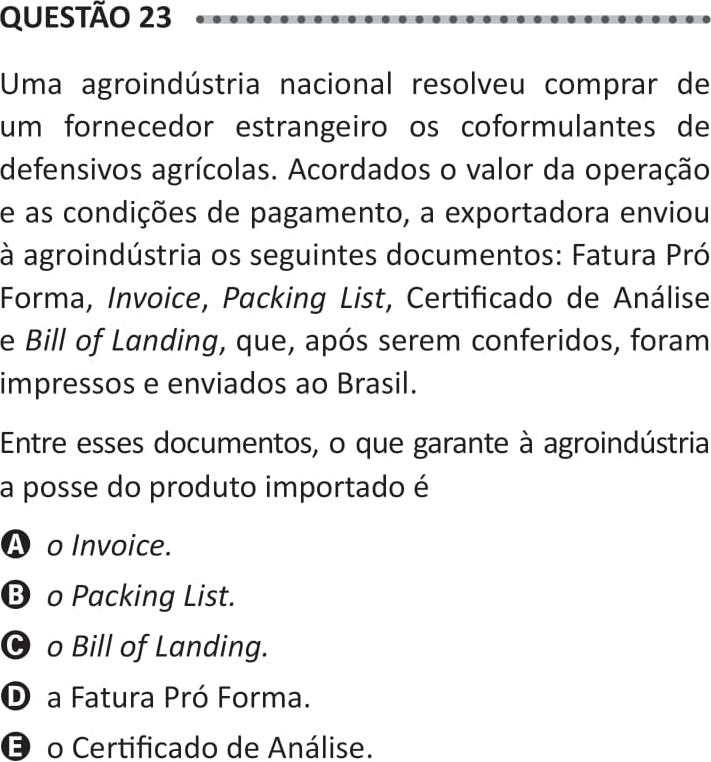 QUESTÃO 23
Uma agroindústria nacional resolveu comprar de
um fornecedor estrangeiro os coformulantes de
defensivos agrícolas. Acordados o valor da operação
e as condições de pagamento, a exportadora enviou
à agroindústria os seguintes documentos: Fatura Pró
Forma, Invoice, Packing List, Certificado de Análise
e Bill of Landing, que, após serem conferidos, foram
impressos e enviados ao Brasil.
Entre esses documentos, o que garante à agroindústria
a posse do produto importado é
A o Invoice.
B o Packing List.
C o Bill of Landing.
D a Fatura Pró Forma.
E o Certificado de Análise.